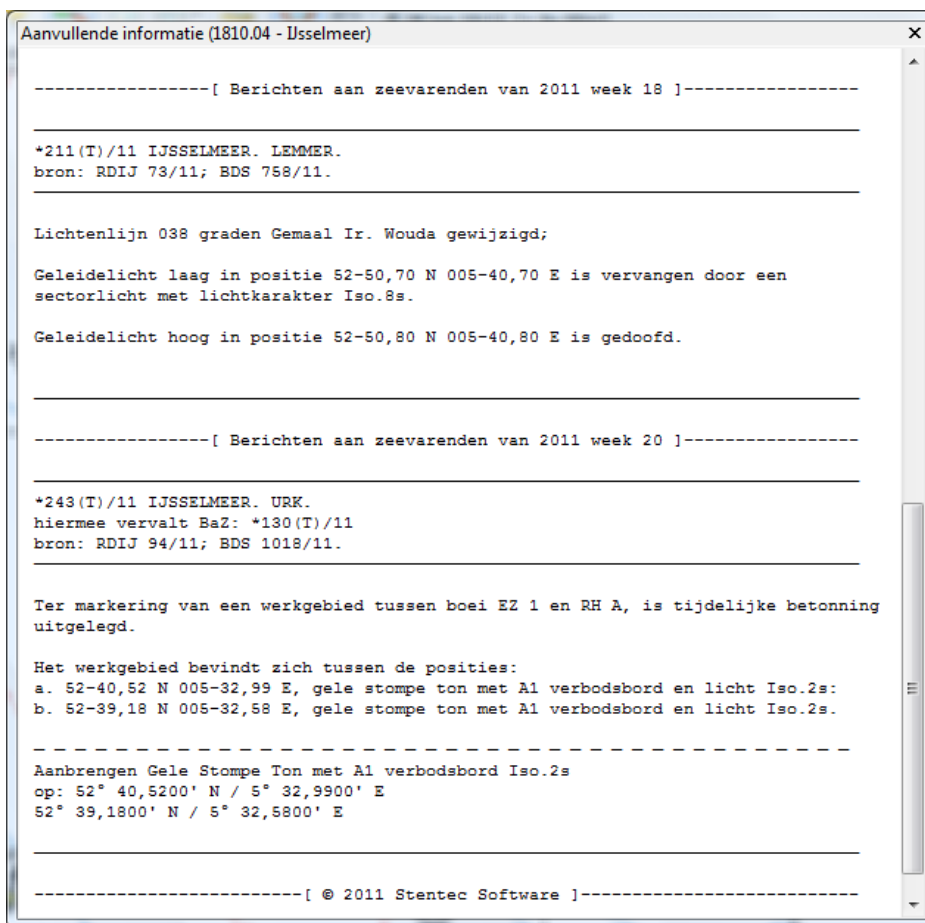 Aanvullende informatie (1810.04 - IJsselmeer)
-----------------[ Berichten aan zeevarenden van 2011 week 18 ]-----------------
*211(T)/11 IJSSELMEER. LEMMER.
bron: RDIJ 73/11; BDS 758/11.
Lichtenlijn 038 graden Gemaal Ir. Wouda gewijzigd;
Geleidelicht laag in positie 52-50,70 N 005-40,70 E is vervangen door een
sectorlicht met lichtkarakter Iso.8s.
Geleidelicht hoog in positie 52-50,80 N 005-40,80 E is gedoofd.
-----------------[ Berichten aan zeevarenden van 2011 week 20 ]-----------------
*243(T)/11 IJSSELMEER. URK.
hiermee vervalt BaZ: *130(T)/11
bron: RDIJ 94/11; BDS 1018/11.
Ter markering van een werkgebied tussen boei EZ 1 en RH A, is tijdelijke betonning
uitgelegd.
Het werkgebied bevindt zich tussen de posities:
a. 52-40,52 N 005-32,99 E, gele stompe ton met A1 verbodsbord en licht Iso.2s:
b. 52-39,18 N 005-32,58 E, gele stompe ton met A1 verbodsbord en licht Iso.2s.
Aanbrengen Gele Stompe Ton met A1 verbodsbord Iso.2s
op: 52° 40,5200' N / 5° 32,9900' E
52° 39,1800' N / 5° 32,5800' E
--------------------------[ © 2011 Stentec Software ]---------------------------